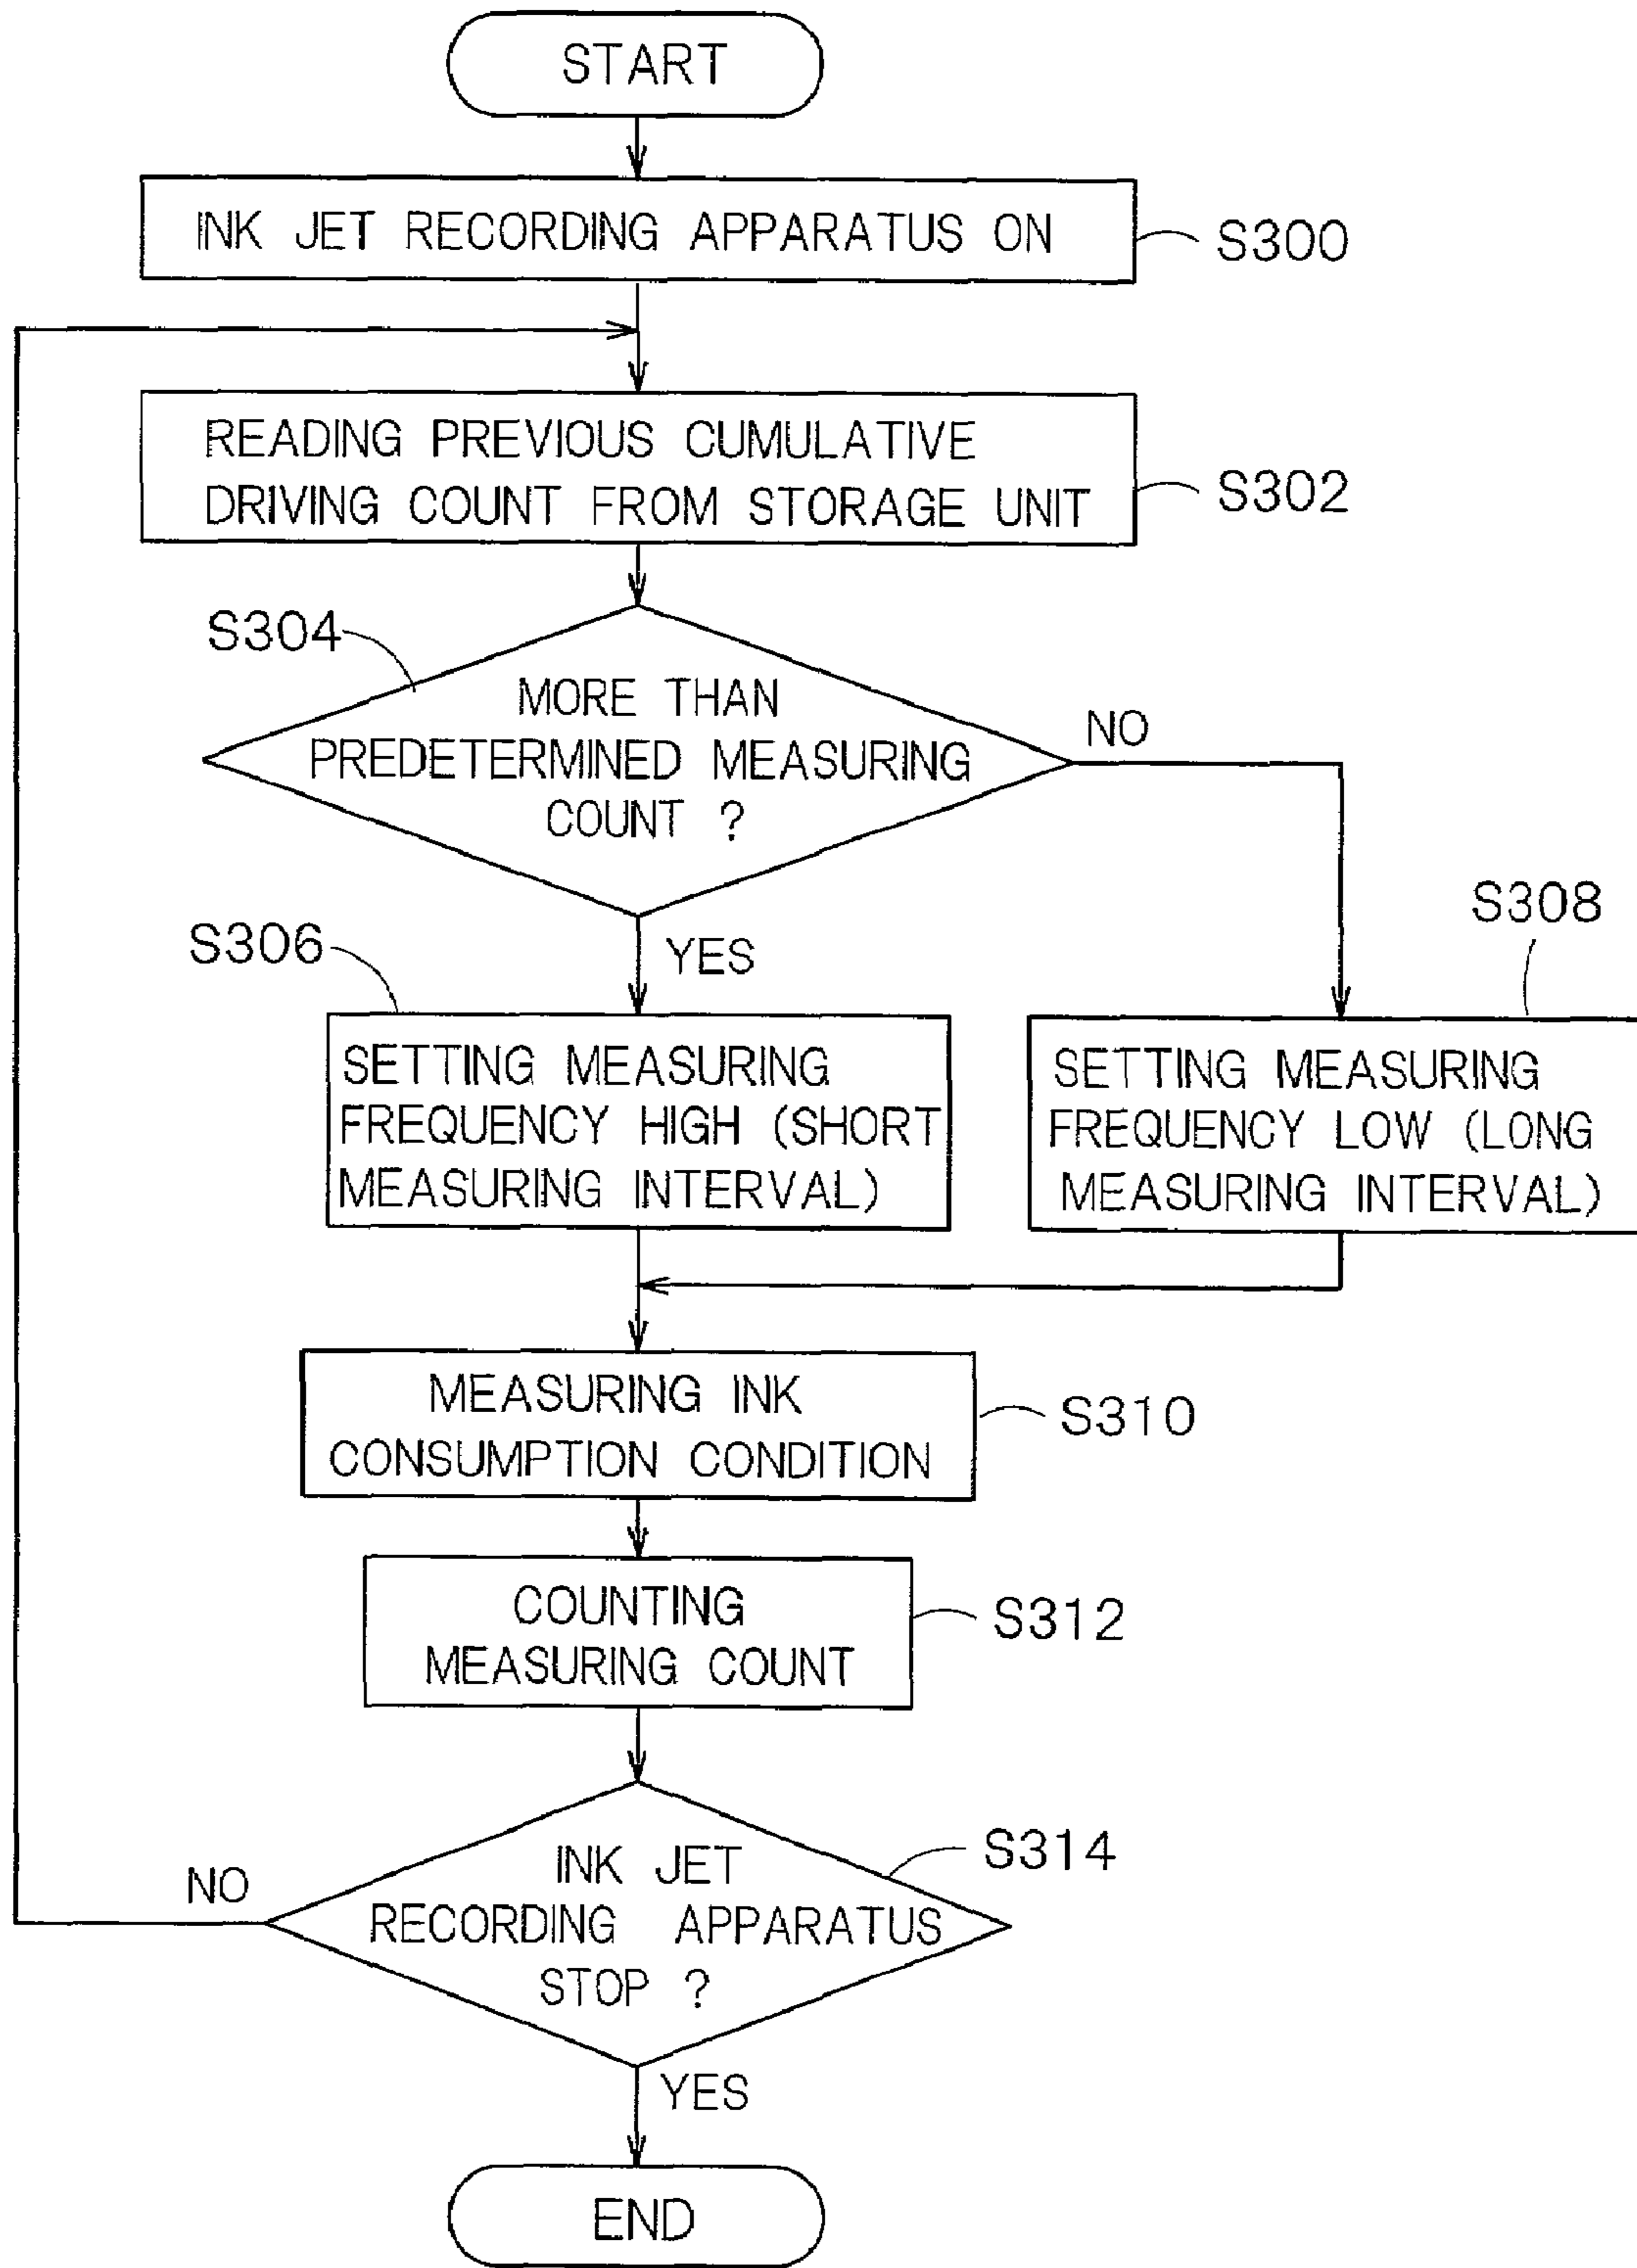 START
INK JET RECORDING APPARATUS ON
S300
READING PREVIOUS CUMULATIVE
DRIVING COUNT FROM STORAGE UNIT
S302
S304
MORE THAN
PREDETERMINED MEASURING
COUNT ?
NO
YES
S306
SETTING MEASURING
FREQUENCY HIGH (SHORT
MEASURING INTERVAL)
S308
SETTING MEASURING
FREQUENCY LOW (LONG
MEASURING INTERVAL)
MEASURING INK
CONSUMPTION CONDITION
S310
COUNTING
MEASURING COUNT
S312
INK JET
RECORDING APPARATUS
STOP ?
S314
NO
YES
END